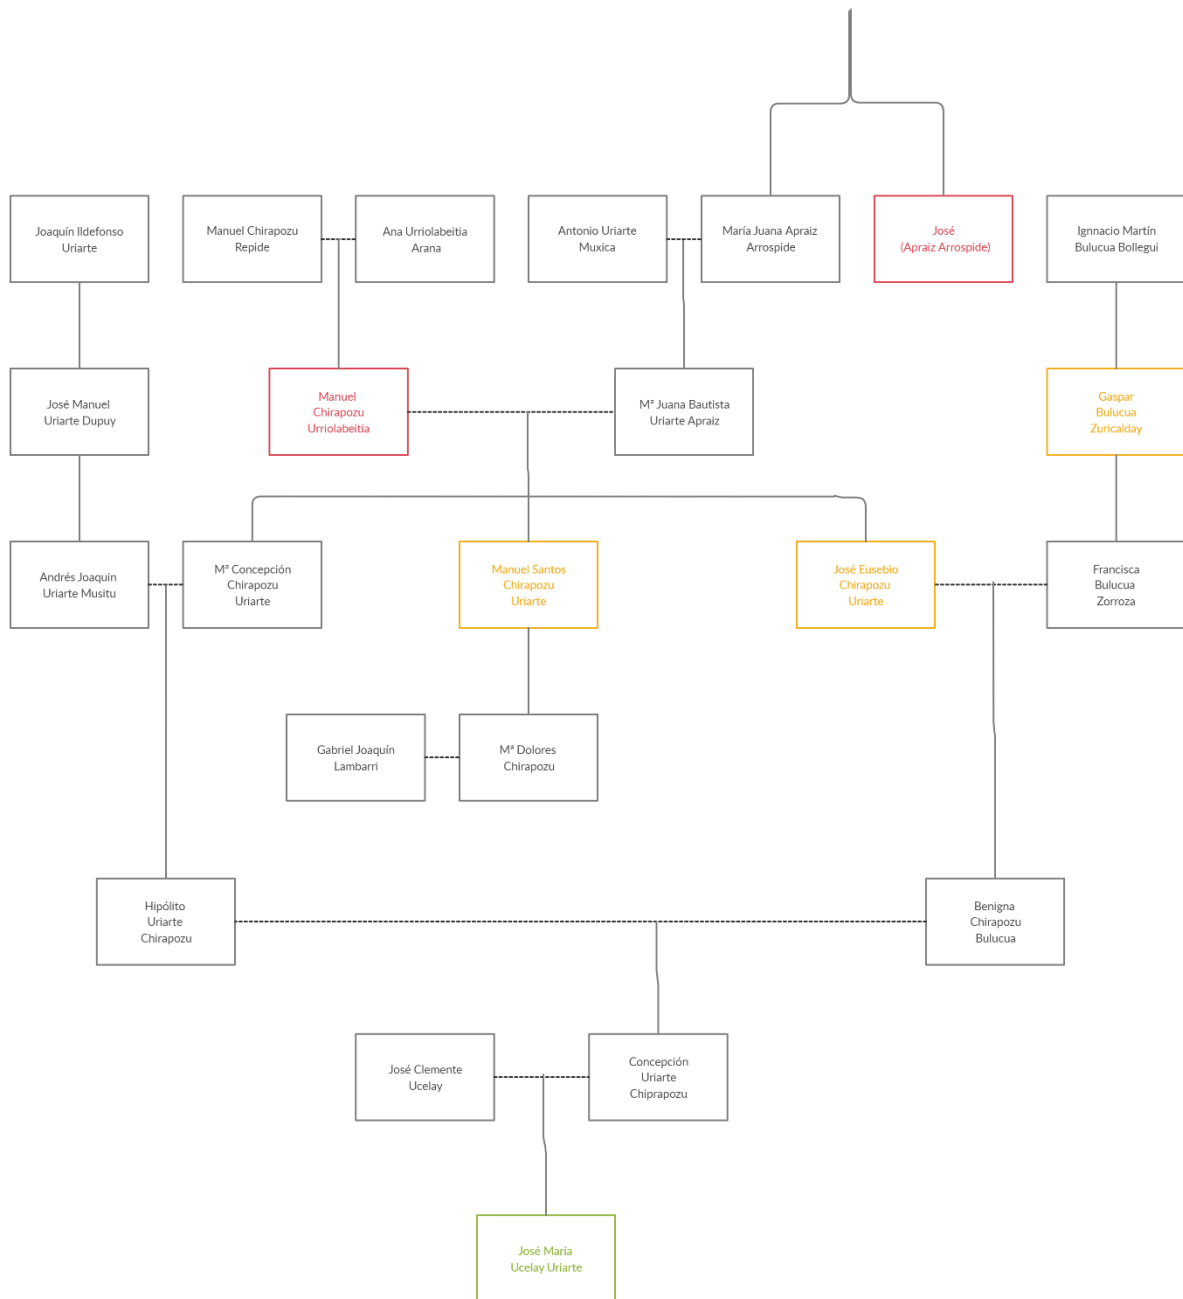 Joaquín Ildefonso
Uriarte
Manuel Chirapozu
Repide
Ana Urriolabeitia
Arana
Antonio Uriarte
Muxica
María Juana Apraiz
Arrospide
José
(Apraiz Arrospide)
Ignnacio Martín
Bulucua Bollegui
José Manuel
Uriarte Dupuy
Manuel
Chirapozu
Urriolabeitia
Mª Juana Bautista
Uriarte Apraiz
Gaspar
Bulucua
Zuricalday
Andrés Joaquin
Uriarte Musitu
Mª Concepción
Chirapozu
Uriarte
Manuel Santos
Chirapozu
Uriarte
José Eusebio
Chirapozu
Uriarte
Francisca
Bulucua
Zorroza
Gabriel Joaquín
Lambarri
Mª Dolores
Chirapozu
Hipólito
Uriarte
Chirapozu
Benigna
Chirapozu
Bulucua
José Clemente
Ucelay
Concepción
Uriarte
Chiprapozu
José María
Ucelay Uriarte